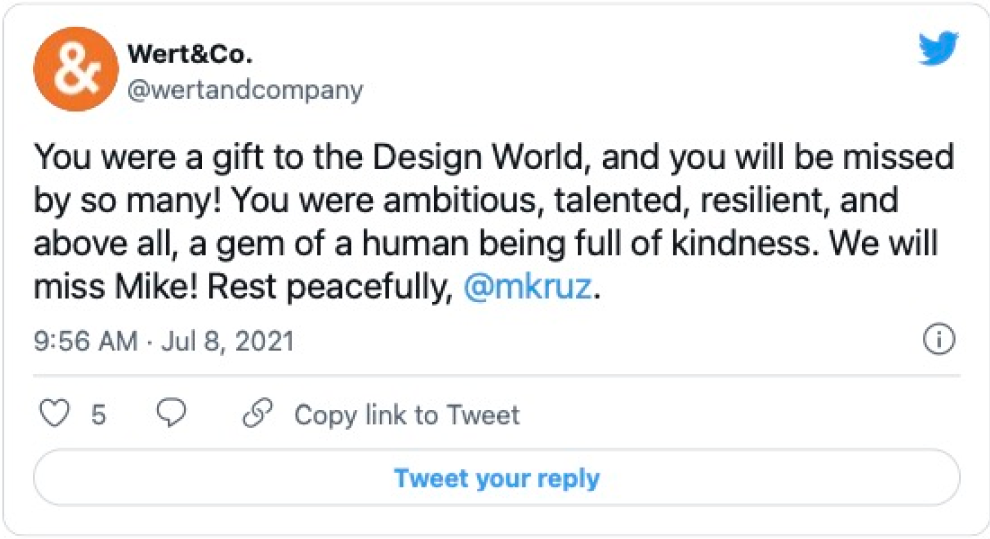 &
Wert&Co.
@wertandcompany
You were a gift to the Design World, and you will be missed
by so many! You were ambitious, talented, resilient, and
above all, a gem of a human being full of kindness. We will
miss Mike! Rest peacefully, @mkruz.
9:56 AM · Jul 8, 2021
5
Copy link to Tweet
Tweet your reply